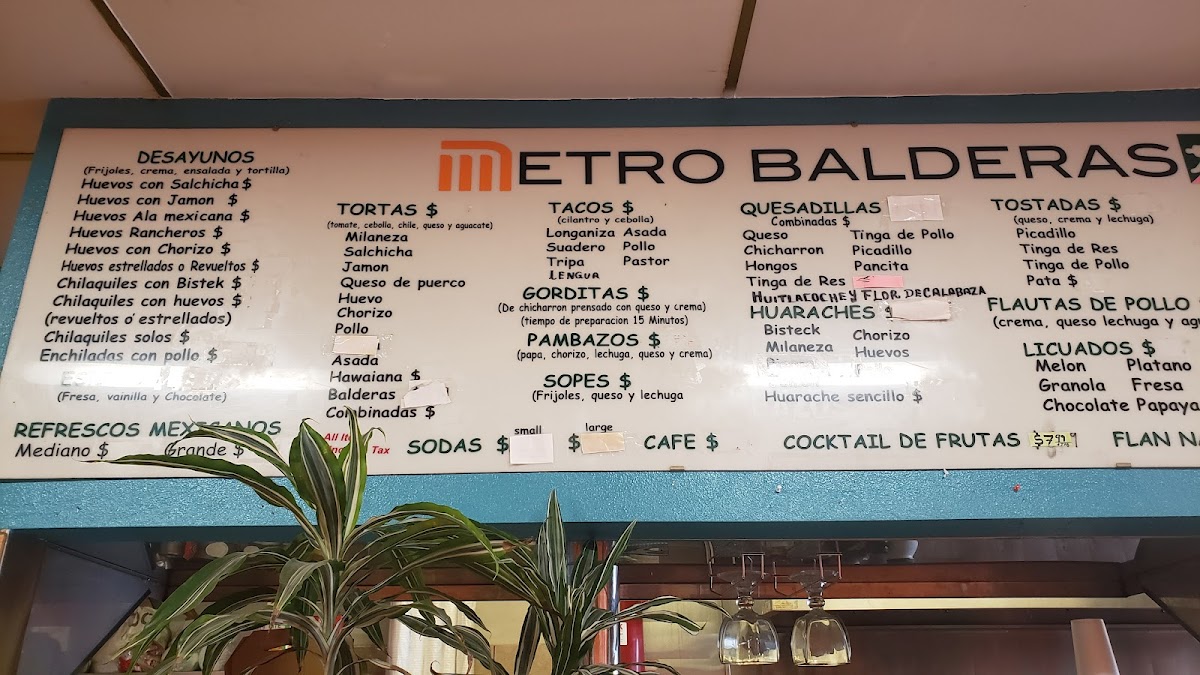 METRO BALDERAS
DESAYUNOS
(Frijoles, crema, ensalada y tortilla)
Huevos con Salchicha $
Huevos con Jamon $
Huevos Ala mexicana $
Huevos Rancheros $
Huevos con Chorizo $
Huevos estrellados o Revueltos $
Chilaquiles con Bistek $
Chilaquiles con huevos $
(revueltos ó estrellados)
Chilaquiles solos $
Enchiladas con pollo $
(Fresa, vainilla y Chocolate)
REFRESCOS MEXICANOS
Mediano $ Grande $
TORTAS $
(tomate, cebolla, chile, queso y aguacate)
Milaneza
Salchicha
Jamon
Queso de puerco
Huevo
Chorizo
Pollo
Asada
Hawaiana $
Balderas
Combinadas $
All
Tax
TACOS $
(cilantro y cebolla)
Longaniza Asada
Suadero Pollo
Tripa Pastor
LENGUA
GORDITAS $
(De chicharron prensado con queso y crema)
(tiempo de preparacion 15 Minutos)
PAMBAZOS $
(papa, chorizo, lechuga, queso y crema)
SOPES $
(Frijoles, queso y lechuga
small large
SODAS $ $ CAFE $
QUESADILLAS
Combinadas $
Queso Tinga de Pollo
Chicharron Picadillo
Hongos Pancita
Tinga de Res
HUITLACOCHE Y FLOR DE CALABAZA
HUARACHES $
Bisteck Chorizo
Milaneza Huevos
Huarache sencillo $
COCKTAIL DE FRUTAS
TOSTADAS $
(queso, crema y lechuga)
Picadillo
Tinga de Res
Tinga de Pollo
Pata $
FLAUTAS DE POLLO
(crema, queso lechuga y
LICUADOS $
Melon Platano
Granola Fresa
Chocolate Papaya
FLAN